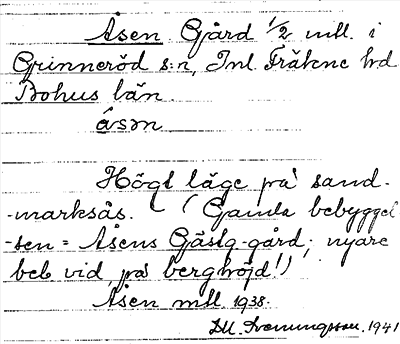 Åsen Gård 1/2 mtl. i
Grinneröd s:n, Inl. Fräkne hd
Bohus län.
åsən
Högt läge på sand-
-marksås. (Gamla bebyggel
-sen = Åsens Gästg-gård; nyare
beb vid på berghöjd!)
Åsen mtl. 1938.
1941